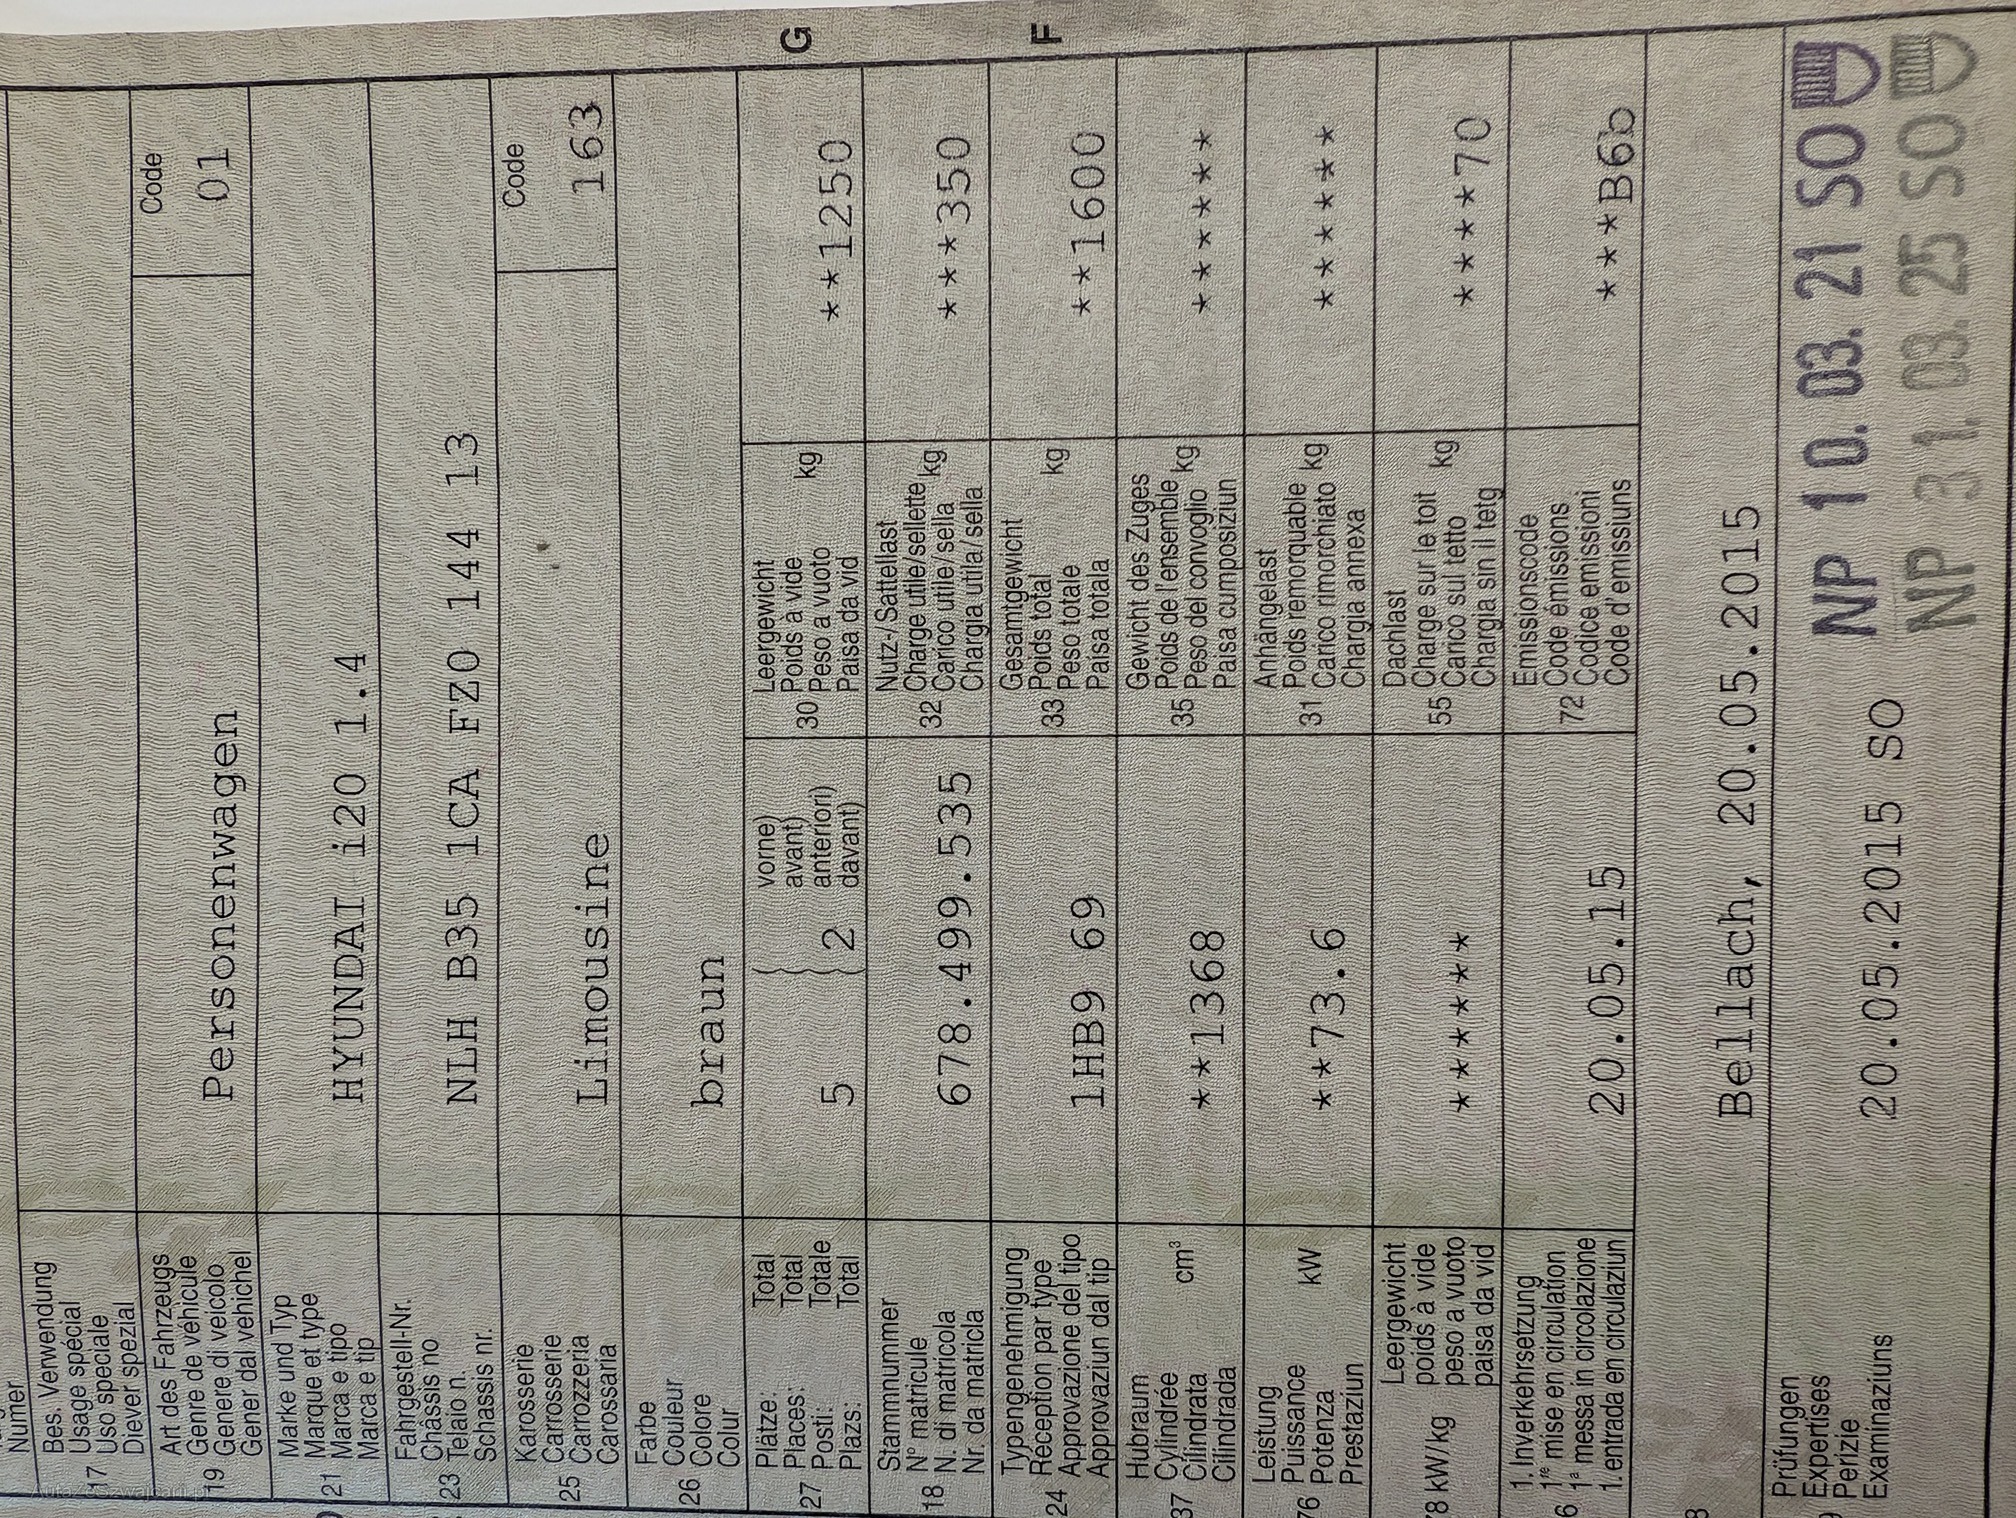 Numer
17 Bes. Verwendung
Usage spécial
Uso speciale
Diever spezial
19 Art des Fahrzeugs
Genre de véhicule
Genere di veicolo
Gener dal vehichel
Personenwagen
Code
01
21 Marke und Typ
Marque et type
Marca e tipo
Marca e tip
HYUNDAI i20 1.4
23 Fahrgestell-Nr.
Châssis no
Telaio n.
Schassis nr.
NLH B35 1CA FZ0 144 13
25 Karosserie
Carrosserie
Carrozzeria
Carossaria
Limousine
Code
163
26 Farbe
Couleur
Colore
Colur
braun
27 Plätze: Total
Places: Total
Posti: Totale
Plazs: Total
5
2
vorne)
avant)
anteriori)
davant)
30 Leergewicht
Poids à vide
Peso a vuoto
Paisa da vid
kg
**1250
G
18 Stammnummer
N° matricule
N. di matricola
Nr. da matricla
678.499.535
32 Nutz-/Sattellast
Charge utile/sellette
Carico utile/sella
Chargia utila/sella
kg
***350
24 Typengenehmigung
Réception par type
Approvazione del tipo
Approvaziun dal tip
1HB9 69
33 Gesamtgewicht
Poids total
Peso totale
Paisa totala
kg
**1600
F
37 Hubraum
Cylindrée
Cilindrata
Cilindrada
cm³
**1368
35 Gewicht des Zuges
Poids de l'ensemble
Peso del convoglio
Paisa cumposiziun
kg
*******
76 Leistung
Puissance
Potenza
Prestaziun
kW
**73.6
31 Anhängelast
Poids remorquable
Carico rimorchiato
Chargia annexa
kg
*******
78 kW/kg
Leergewicht
poids à vide
peso a vuoto
paisa da vid
******
55 Dachlast
Charge sur le toit
Carico sul tetto
Chargia sin il tetg
kg
*****70
1. Inverkehrsetzung
1re mise en circulation
1a messa in circolazione
1. entrada en circulaziun
20.05.15
72 Emissionscode
Code émissions
Codice emissioni
Code d'emissiuns
***B6b
Bellach, 20.05.2015
Prüfungen
Expertises
Perizie
Examinaziuns
20.05.2015 SO
NP 10. 03. 21 SO
NP 31. 03. 25 SO